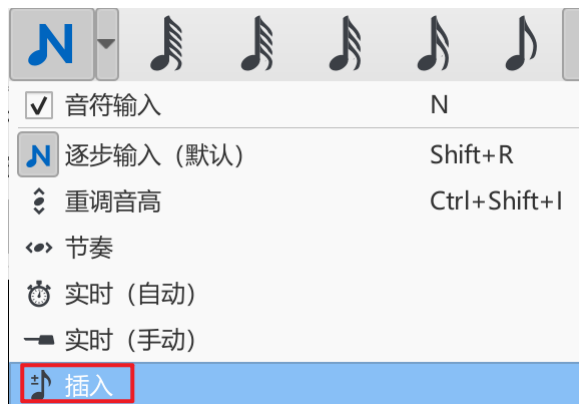 音符输入 N
逐步输入（默认） Shift+R
重调音高 Ctrl+Shift+I
节奏
实时（自动）
实时（手动）
插入